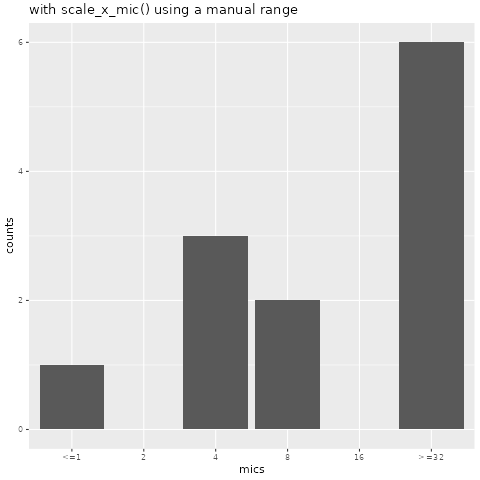 with scale_x_mic() using a manual range
6
4
2
0
counts
<=1 2 4 8 16 >=32
mics